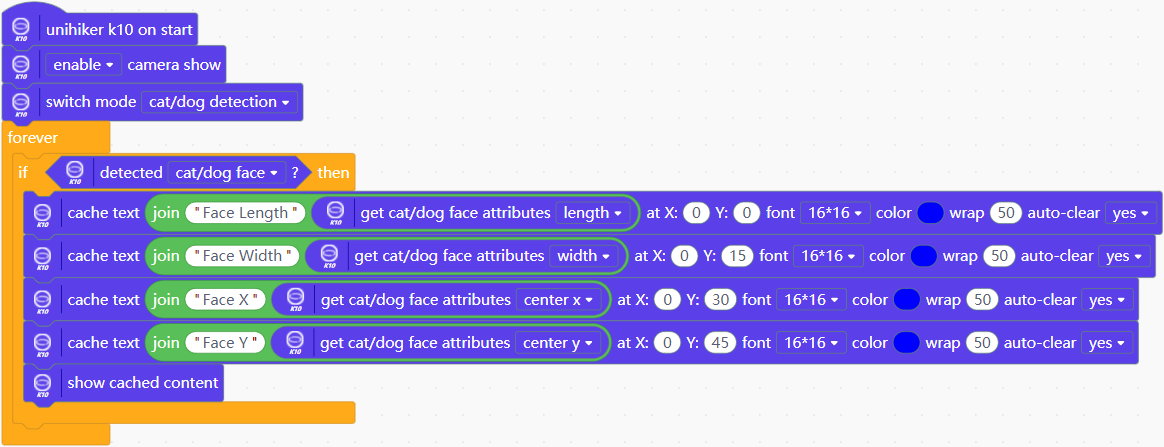 K10 unihiker k10 on start
K10 enable camera show
K10 switch mode cat/dog detection
forever
if K10 detected cat/dog face ? then
K10 cache text join "Face Length" K10 get cat/dog face attributes length at X: 0 Y: 0 font 16*16 color wrap 50 auto-clear yes
K10 cache text join "Face Width" K10 get cat/dog face attributes width at X: 0 Y: 15 font 16*16 color wrap 50 auto-clear yes
K10 cache text join "Face X" K10 get cat/dog face attributes center x at X: 0 Y: 30 font 16*16 color wrap 50 auto-clear yes
K10 cache text join "Face Y" K10 get cat/dog face attributes center y at X: 0 Y: 45 font 16*16 color wrap 50 auto-clear yes
K10 show cached content